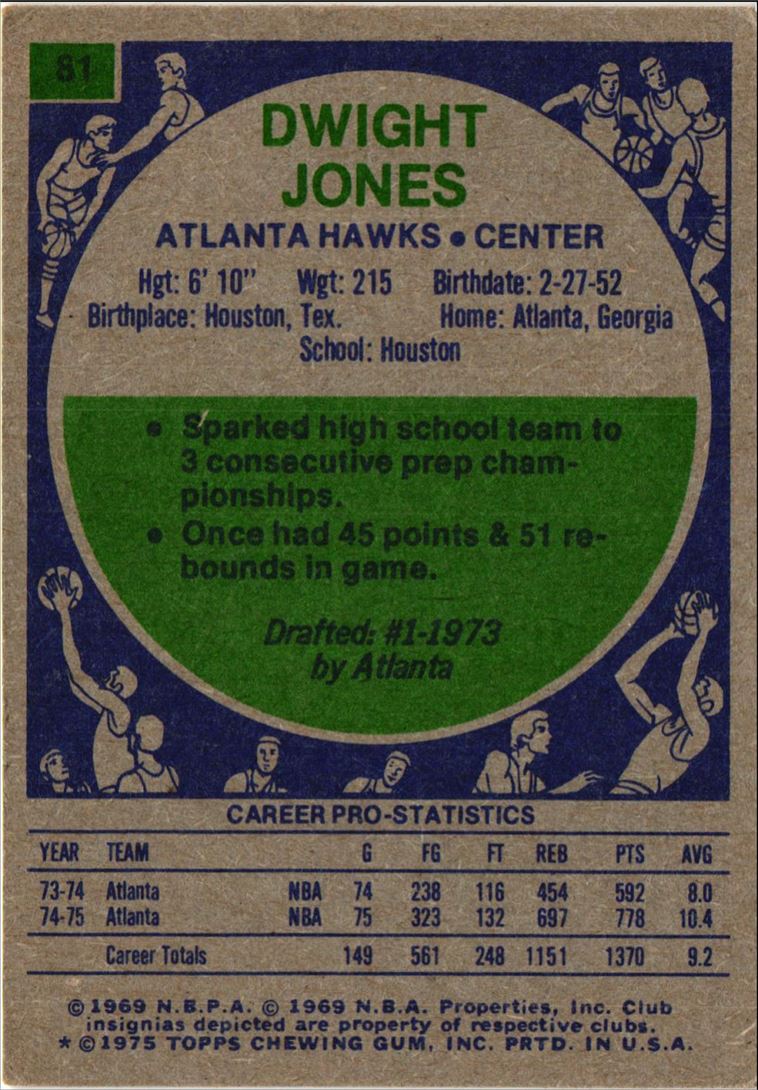 81
DWIGHT
JONES
ATLANTA HAWKS • CENTER
Hgt: 6' 10" Wgt: 215 Birthdate: 2-27-52
Birthplace: Houston, Tex. Home: Atlanta, Georgia
School: Houston
• Sparked high school team to
3 consecutive prep cham-
pionships.
• Once had 45 points & 51 re-
bounds in game.
Drafted: #1-1973
by Atlanta
CAREER PRO-STATISTICS
YEAR TEAM G FG FT REB PTS AVG
73-74 Atlanta NBA 74 238 116 454 592 8.0
74-75 Atlanta NBA 75 323 132 697 778 10.4
Career Totals 149 561 248 1151 1370 9.2
© 1969 N.B.P.A. © 1969 N.B.A. Properties, Inc. Club
insignias depicted are property of respective clubs.
* © 1975 TOPPS CHEWING GUM, INC. PRTD. IN U.S.A.